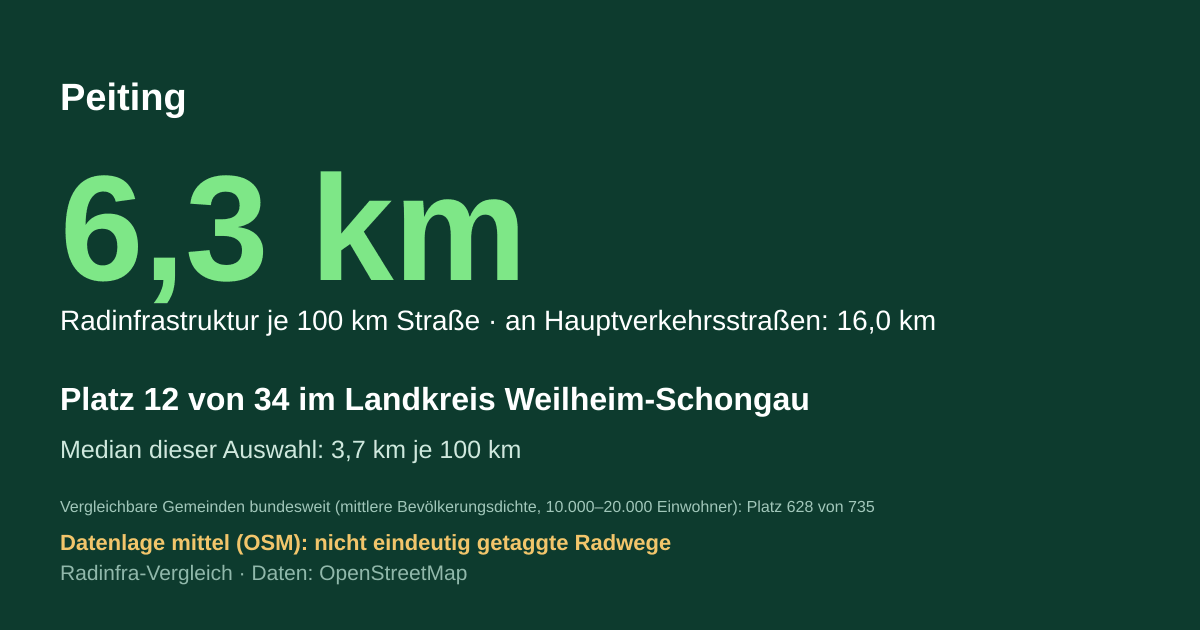 Peiting
6,3 km
Radinfrastruktur je 100 km Straße · an Hauptverkehrsstraßen: 16,0 km
Platz 12 von 34 im Landkreis Weilheim-Schongau
Median dieser Auswahl: 3,7 km je 100 km
Vergleichbare Gemeinden bundesweit (mittlere Bevölkerungsdichte, 10.000–20.000 Einwohner): Platz 628 von 735
Datenlage mittel (OSM): nicht eindeutig getaggte Radwege
Radinfra-Vergleich · Daten: OpenStreetMap